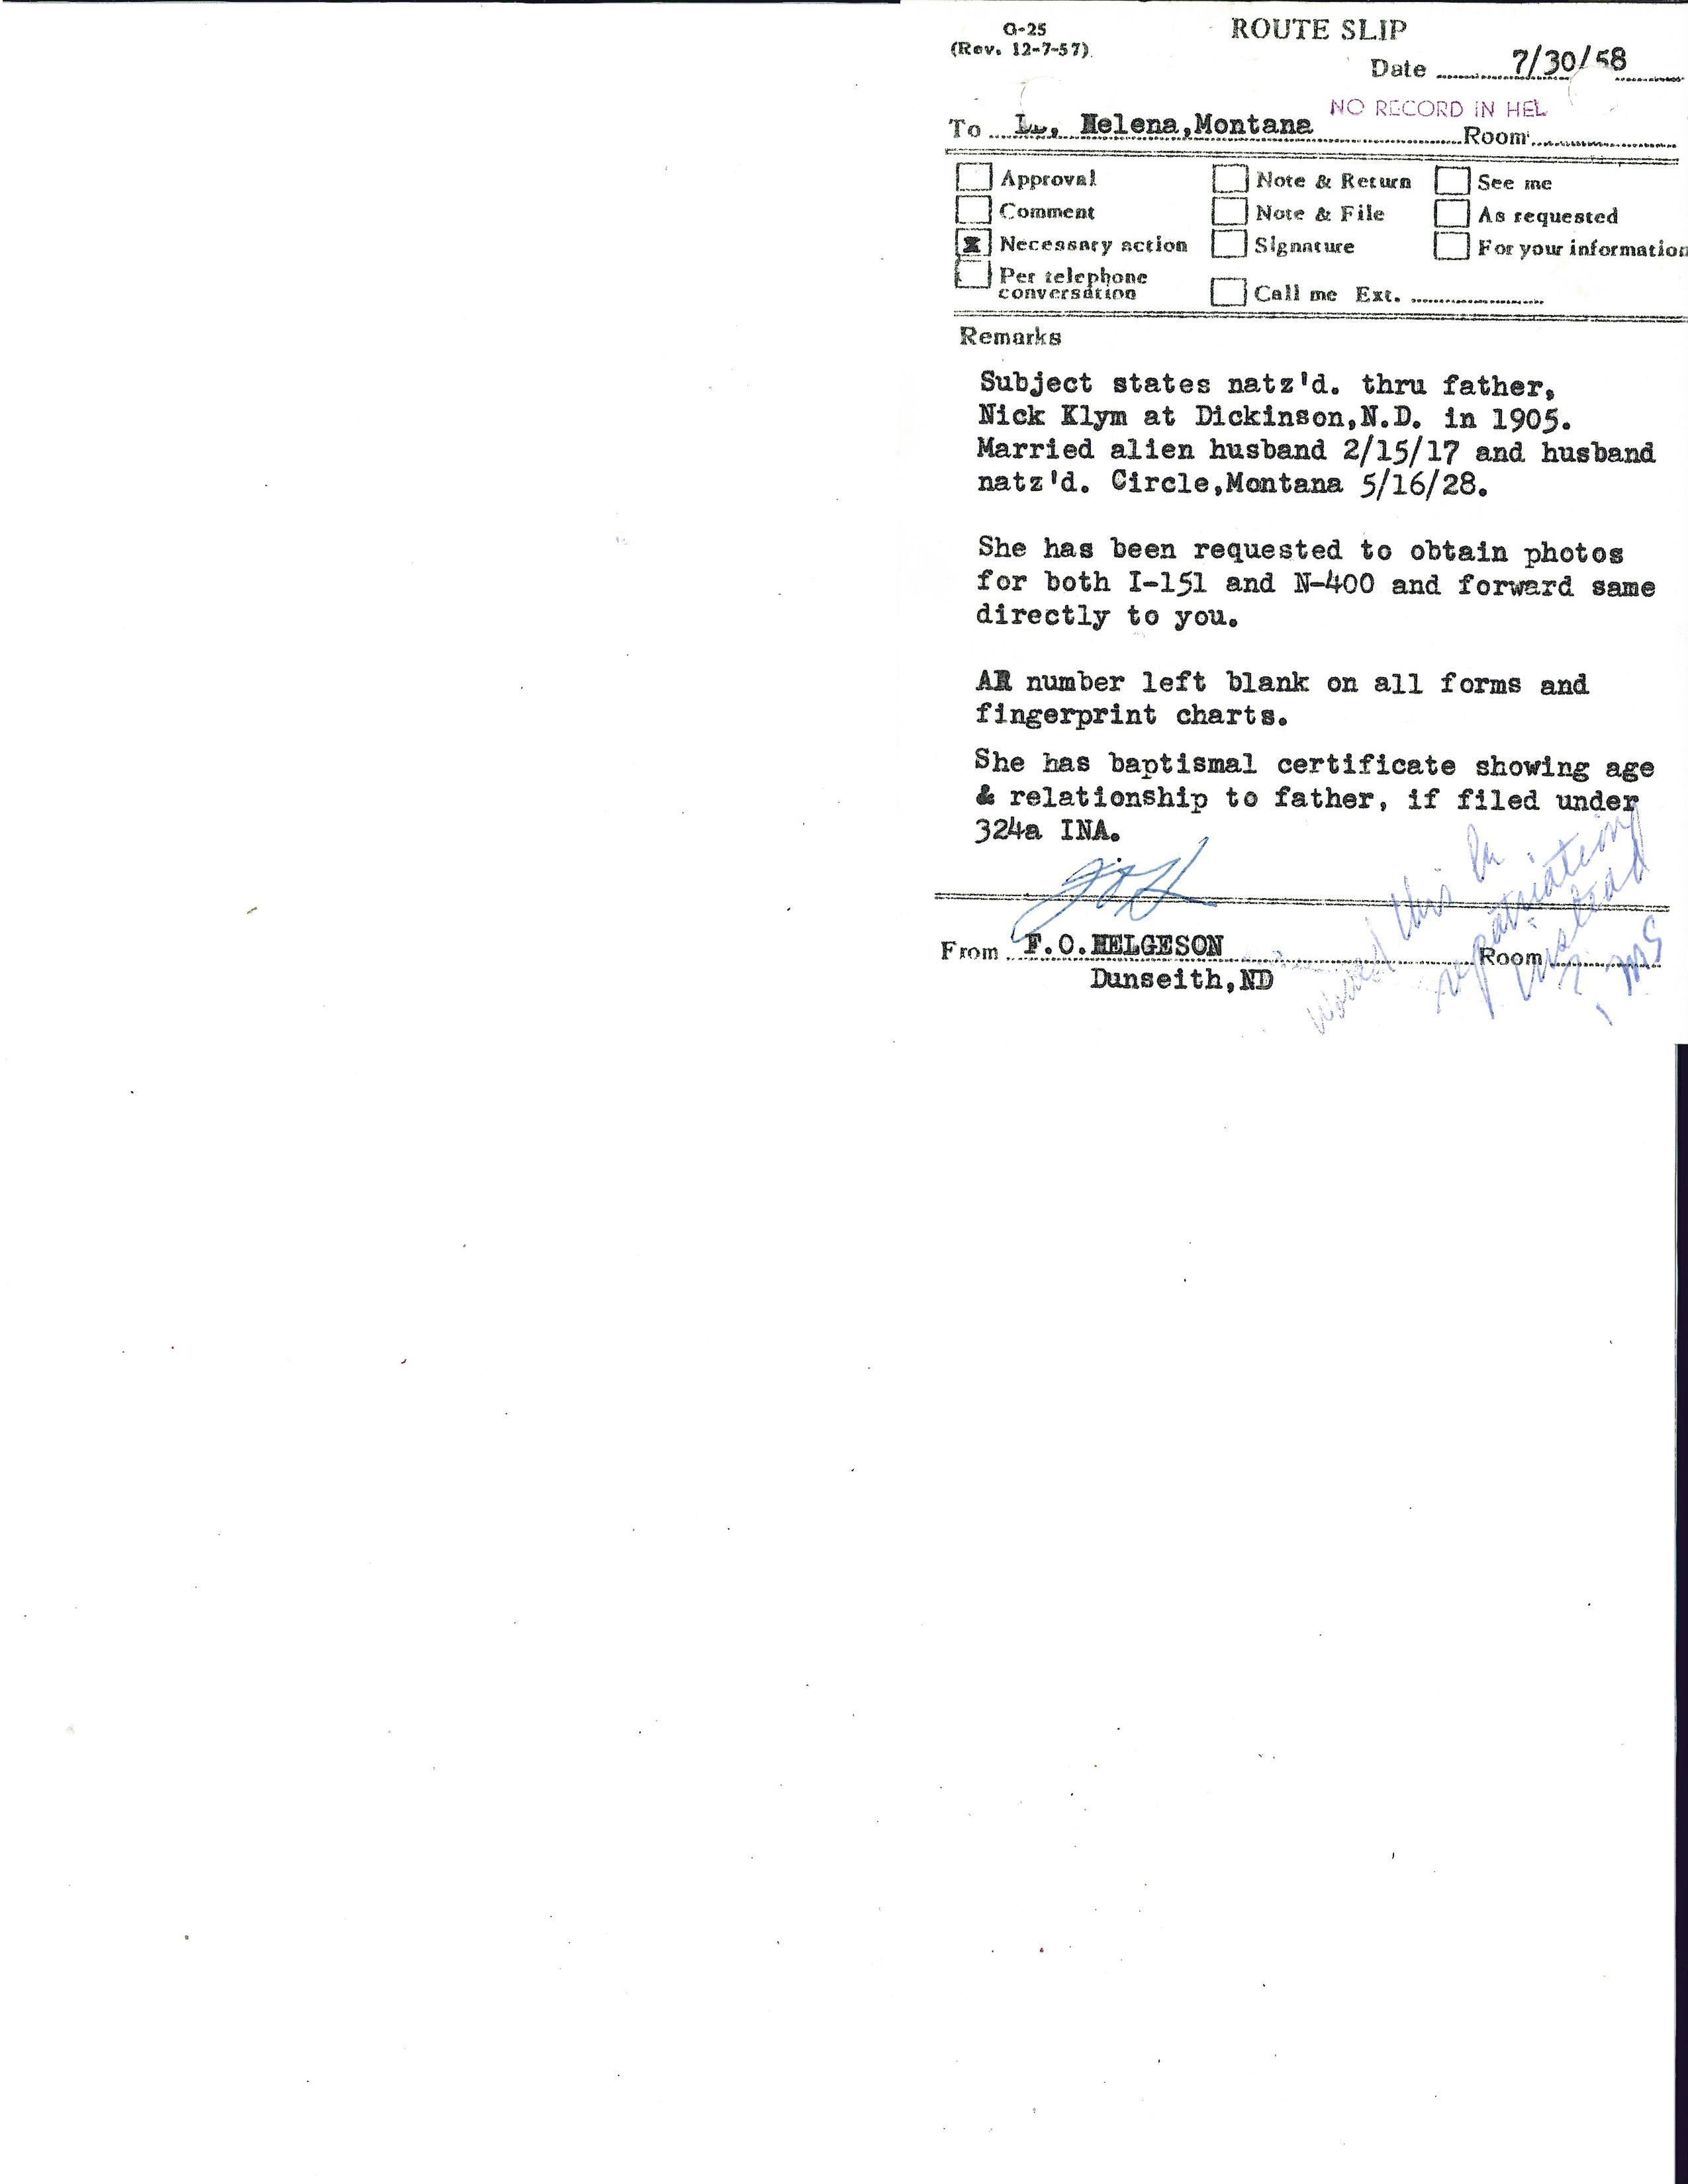 G-25
(Rev. 12-7-57)
ROUTE SLIP
Date 7/30/58
NO RECORD IN HEL
To Helena,Montana Room
Approval
Note & Return
See me
Comment
Note & File
As requested
Necessary action
Signature
For your information
Per telephone
conversation
Call me Ext.
Remarks
Subject states natz'd. thru father,
Nick Klym at Dickinson,N.D. in 1905.
Married alien husband 2/15/17 and husband
natz'd. Circle,Montana 5/16/28.
She has been requested to obtain photos
for both I-151 and N-400 and forward same
directly to you.
AR number left blank on all forms and
fingerprint charts.
She has baptismal certificate showing age
& relationship to father, if filed under
324a INA.
From F.O.HELGESON Room
Dunseith,ND
this
repatriation
instead
?
MS